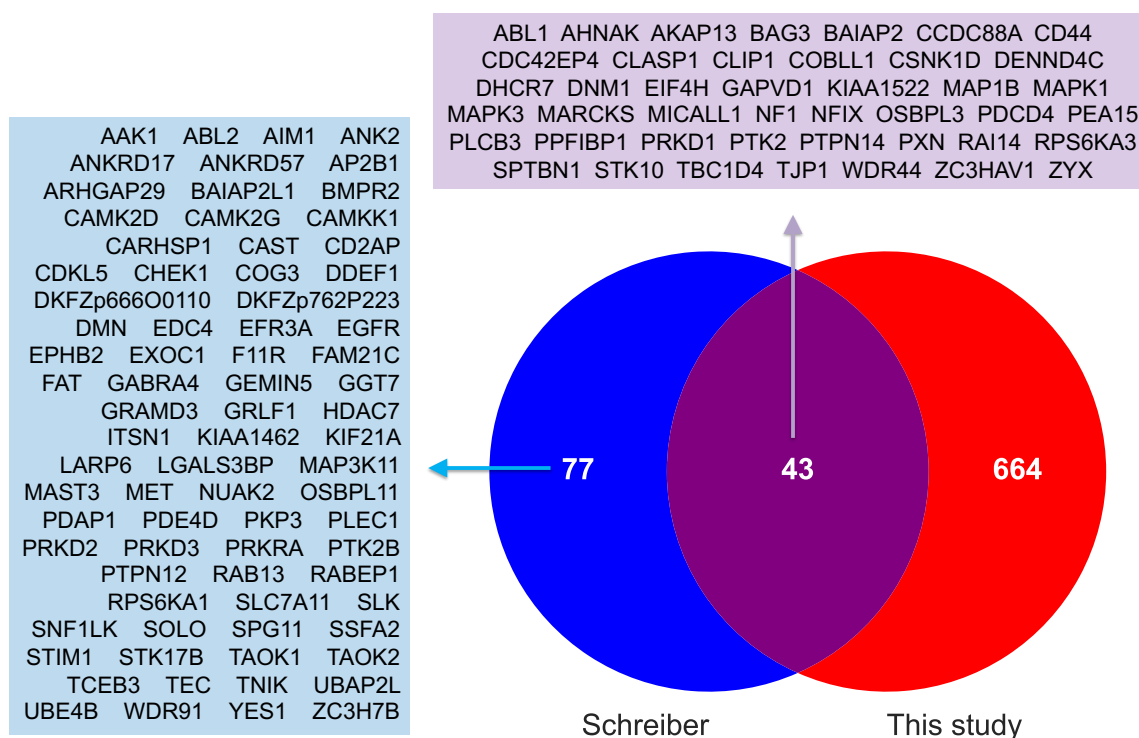 ABL1 AHNAK AKAP13 BAG3 BAIAP2 CCDC88A CD44
CDC42EP4 CLASP1 CLIP1 COBLL1 CSNK1D DENND4C
DHCR7 DNM1 EIF4H GAPVD1 KIAA1522 MAP1B MAPK1
MAPK3 MARCKS MICALL1 NF1 NFIX OSBPL3 PDCD4 PEA15
PLCB3 PPFIBP1 PRKD1 PTK2 PTPN14 PXN RAI14 RPS6KA3
SPTBN1 STK10 TBC1D4 TJP1 WDR44 ZC3HAV1 ZYX
AAK1 ABL2 AIM1 ANK2
ANKRD17 ANKRD57 AP2B1
ARHGAP29 BAIAP2L1 BMPR2
CAMK2D CAMK2G CAMKK1
CARHSP1 CAST CD2AP
CDKL5 CHEK1 COG3 DDEF1
DKFZp666O0110 DKFZp762P223
DMN EDC4 EFR3A EGFR
EPHB2 EXOC1 F11R FAM21C
FAT GABRA4 GEMIN5 GGT7
GRAMD3 GRLF1 HDAC7
ITSN1 KIAA1462 KIF21A
LARP6 LGALS3BP MAP3K11
MAST3 MET NUAK2 OSBPL11
PDAP1 PDE4D PKP3 PLEC1
PRKD2 PRKD3 PRKRA PTK2B
PTPN12 RAB13 RABEP1
RPS6KA1 SLC7A11 SLK
SNF1LK SOLO SPG11 SSFA2
STIM1 STK17B TAOK1 TAOK2
TCEB3 TEC TNIK UBAP2L
UBE4B WDR91 YES1 ZC3H7B
77 43 664
Schreiber This study